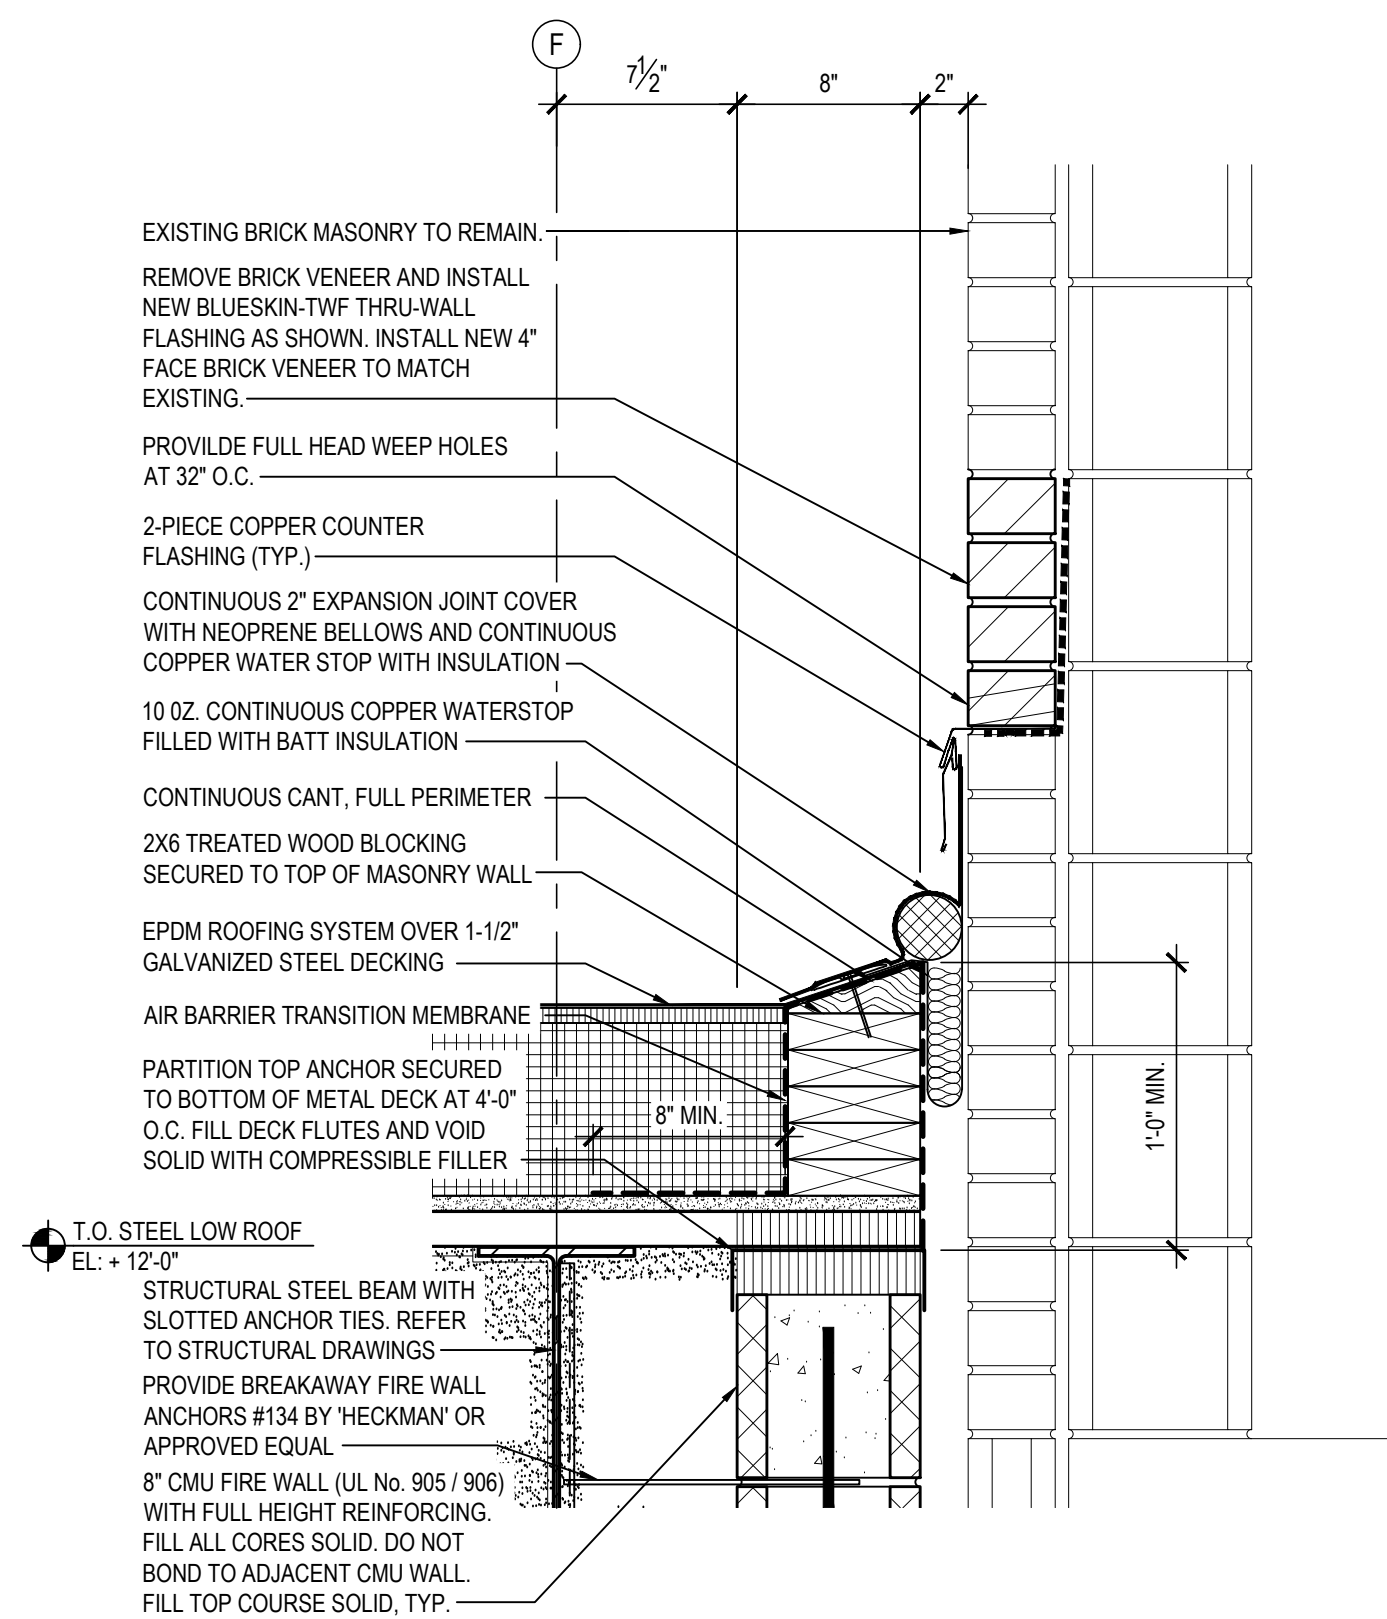 F
7 1/2"
8"
2"
EXISTING BRICK MASONRY TO REMAIN.
REMOVE BRICK VENEER AND INSTALL
NEW BLUESKIN-TWF THRU-WALL
FLASHING AS SHOWN. INSTALL NEW 4"
FACE BRICK VENEER TO MATCH
EXISTING.
PROVILDE FULL HEAD WEEP HOLES
AT 32" O.C.
2-PIECE COPPER COUNTER
FLASHING (TYP.)
CONTINUOUS 2" EXPANSION JOINT COVER
WITH NEOPRENE BELLOWS AND CONTINUOUS
COPPER WATER STOP WITH INSULATION
10 0Z. CONTINUOUS COPPER WATERSTOP
FILLED WITH BATT INSULATION
CONTINUOUS CANT, FULL PERIMETER
2X6 TREATED WOOD BLOCKING
SECURED TO TOP OF MASONRY WALL
EPDM ROOFING SYSTEM OVER 1-1/2"
GALVANIZED STEEL DECKING
AIR BARRIER TRANSITION MEMBRANE
PARTITION TOP ANCHOR SECURED
TO BOTTOM OF METAL DECK AT 4'-0"
O.C. FILL DECK FLUTES AND VOID
SOLID WITH COMPRESSIBLE FILLER
8" MIN.
1'-0" MIN.
T.O. STEEL LOW ROOF
EL: + 12'-0"
STRUCTURAL STEEL BEAM WITH
SLOTTED ANCHOR TIES. REFER
TO STRUCTURAL DRAWINGS
PROVIDE BREAKAWAY FIRE WALL
ANCHORS #134 BY 'HECKMAN' OR
APPROVED EQUAL
8" CMU FIRE WALL (UL No. 905 / 906)
WITH FULL HEIGHT REINFORCING.
FILL ALL CORES SOLID. DO NOT
BOND TO ADJACENT CMU WALL.
FILL TOP COURSE SOLID, TYP.